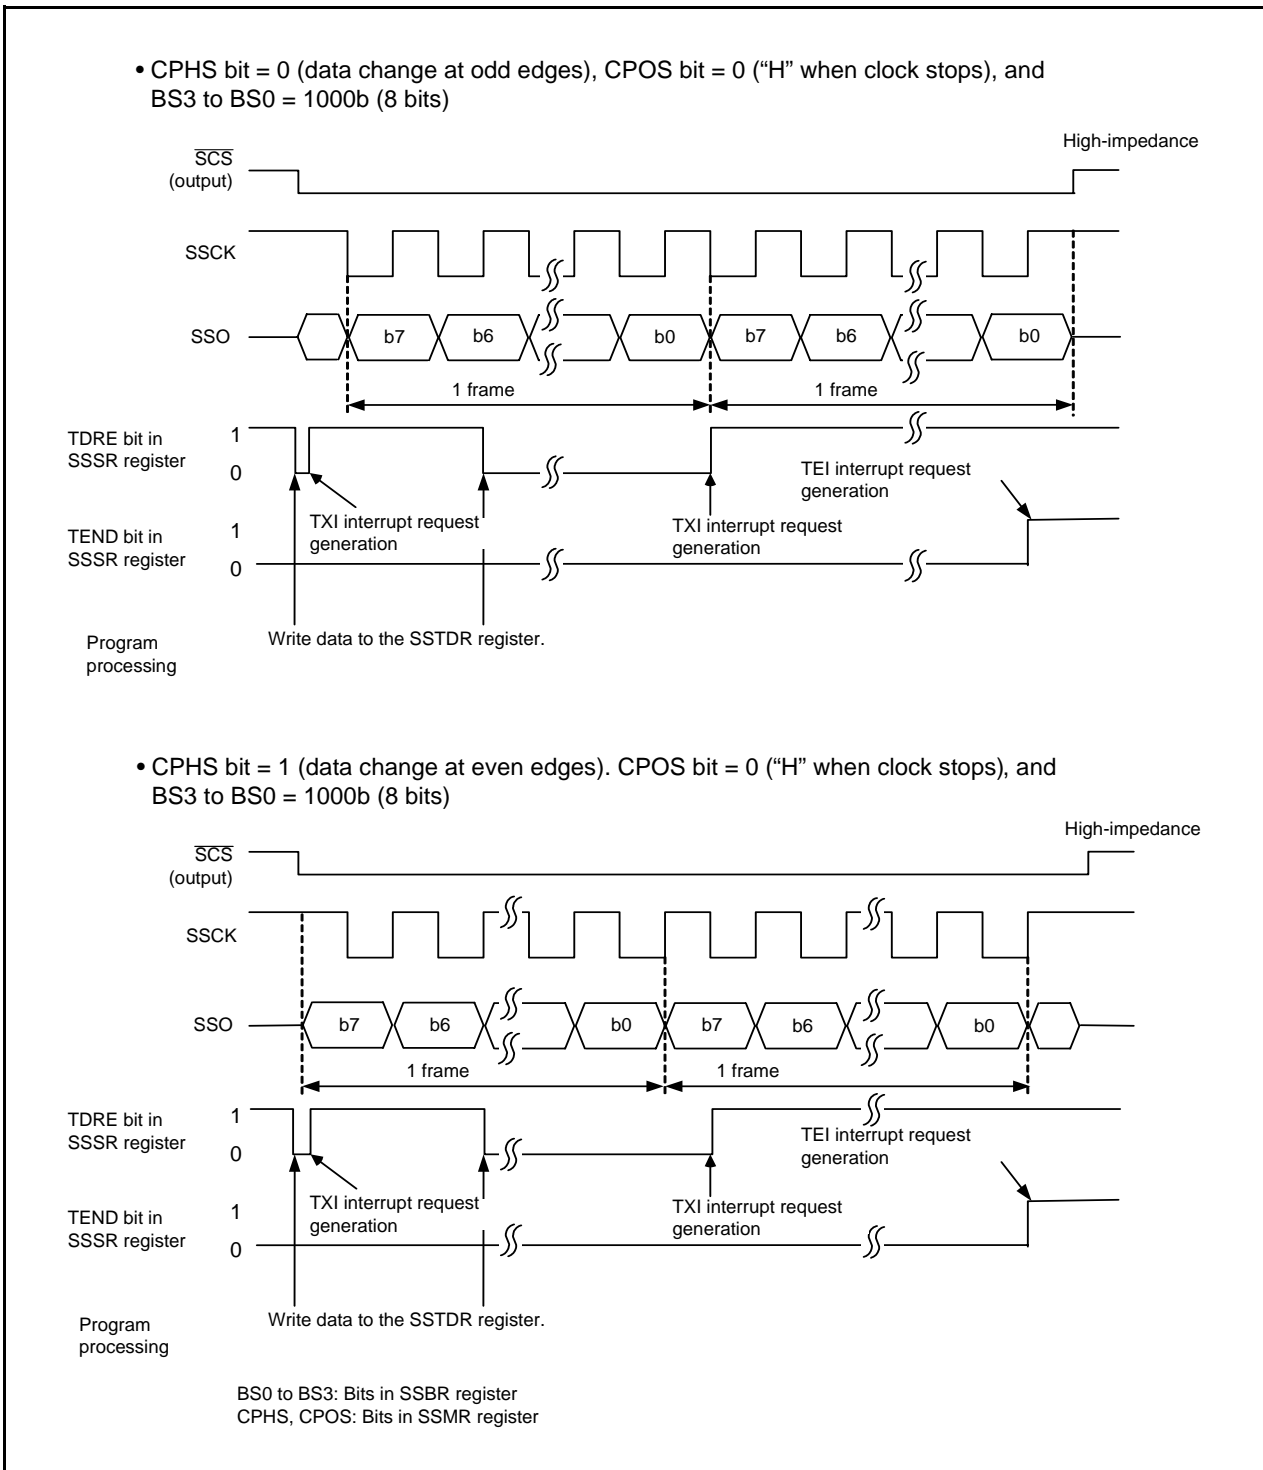 • CPHS bit = 0 (data change at odd edges), CPOS bit = 0 (“H” when clock stops), and
BS3 to BS0 = 1000b (8 bits)
High-impedance
SCS
(output)
SSCK
SSO
b7
b6
b0
b7
b6
b0
1 frame
1 frame
TDRE bit in
SSSR register
1
0
TEI interrupt request
generation
TXI interrupt request
generation
TXI interrupt request
generation
TEND bit in
SSSR register
1
0
Program
processing
Write data to the SSTDR register.
• CPHS bit = 1 (data change at even edges). CPOS bit = 0 (“H” when clock stops), and
BS3 to BS0 = 1000b (8 bits)
High-impedance
SCS
(output)
SSCK
SSO
b7
b6
b0
b7
b6
b0
1 frame
1 frame
TDRE bit in
SSSR register
1
0
TEI interrupt request
generation
TXI interrupt request
generation
TXI interrupt request
generation
TEND bit in
SSSR register
1
0
Program
processing
Write data to the SSTDR register.
BS0 to BS3: Bits in SSBR register
CPHS, CPOS: Bits in SSMR register